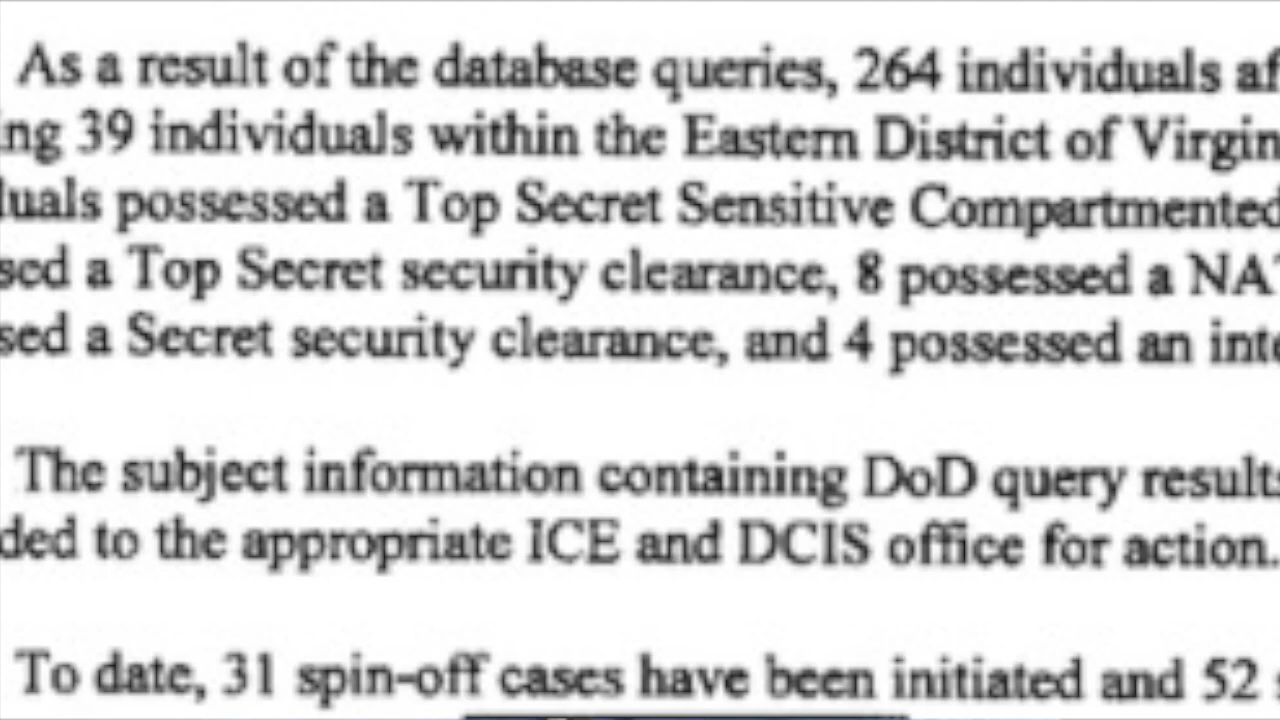 As a result of the database queries, 264 individuals af
ing 39 individuals within the Eastern District of Virgin
duals possessed a Top Secret Sensitive Compartmented
sed a Top Secret security clearance, 8 possessed a NAT
sed a Secret security clearance, and 4 possessed an inte
The subject information containing DoD query results
ded to the appropriate ICE and DCIS office for action.
To date, 31 spin-off cases have been initiated and 52